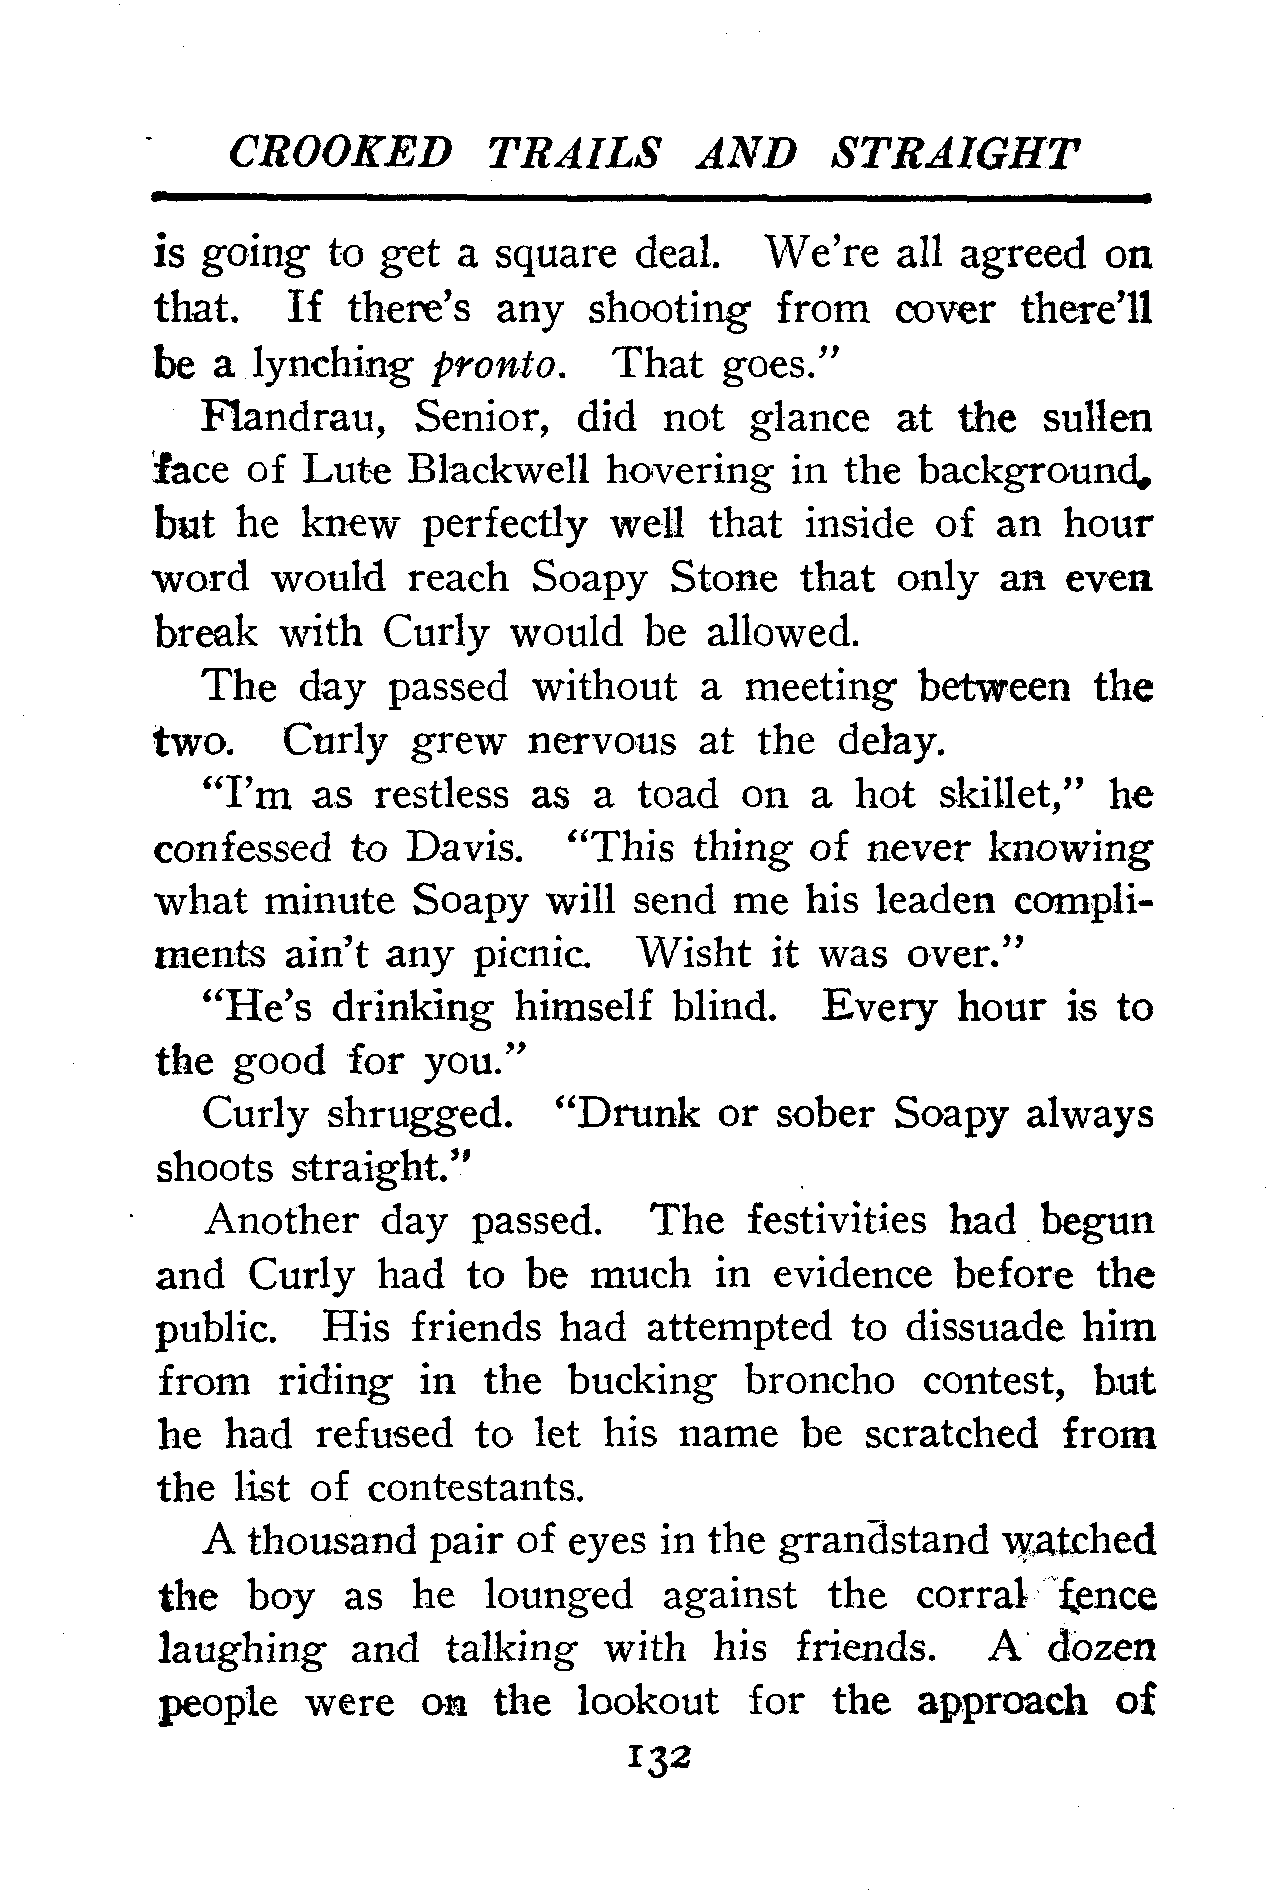 CROOKED TRAILS AND STRAIGHT
is going to get a square deal. We're all agreed on
that. If there's any shooting from cover there'll
be a lynching pronto. That goes."
Flandrau, Senior, did not glance at the sullen
face of Lute Blackwell hovering in the background,
but he knew perfectly well that inside of an hour
word would reach Soapy Stone that only an even
break with Curly would be allowed.
The day passed without a meeting between the
two. Curly grew nervous at the delay.
"I'm as restless as a toad on a hot skillet," he
confessed to Davis. "This thing of never knowing
what minute Soapy will send me his leaden compli-
ments ain't any picnic. Wisht it was over."
"He's drinking himself blind. Every hour is to
the good for you."
Curly shrugged. "Drunk or sober Soapy always
shoots straight."
Another day passed. The festivities had begun
and Curly had to be much in evidence before the
public. His friends had attempted to dissuade him
from riding in the bucking broncho contest, but
he had refused to let his name be scratched from
the list of contestants.
A thousand pair of eyes in the grandstand watched
the boy as he lounged against the corral fence
laughing and talking with his friends. A dozen
people were on the lookout for the approach of
132